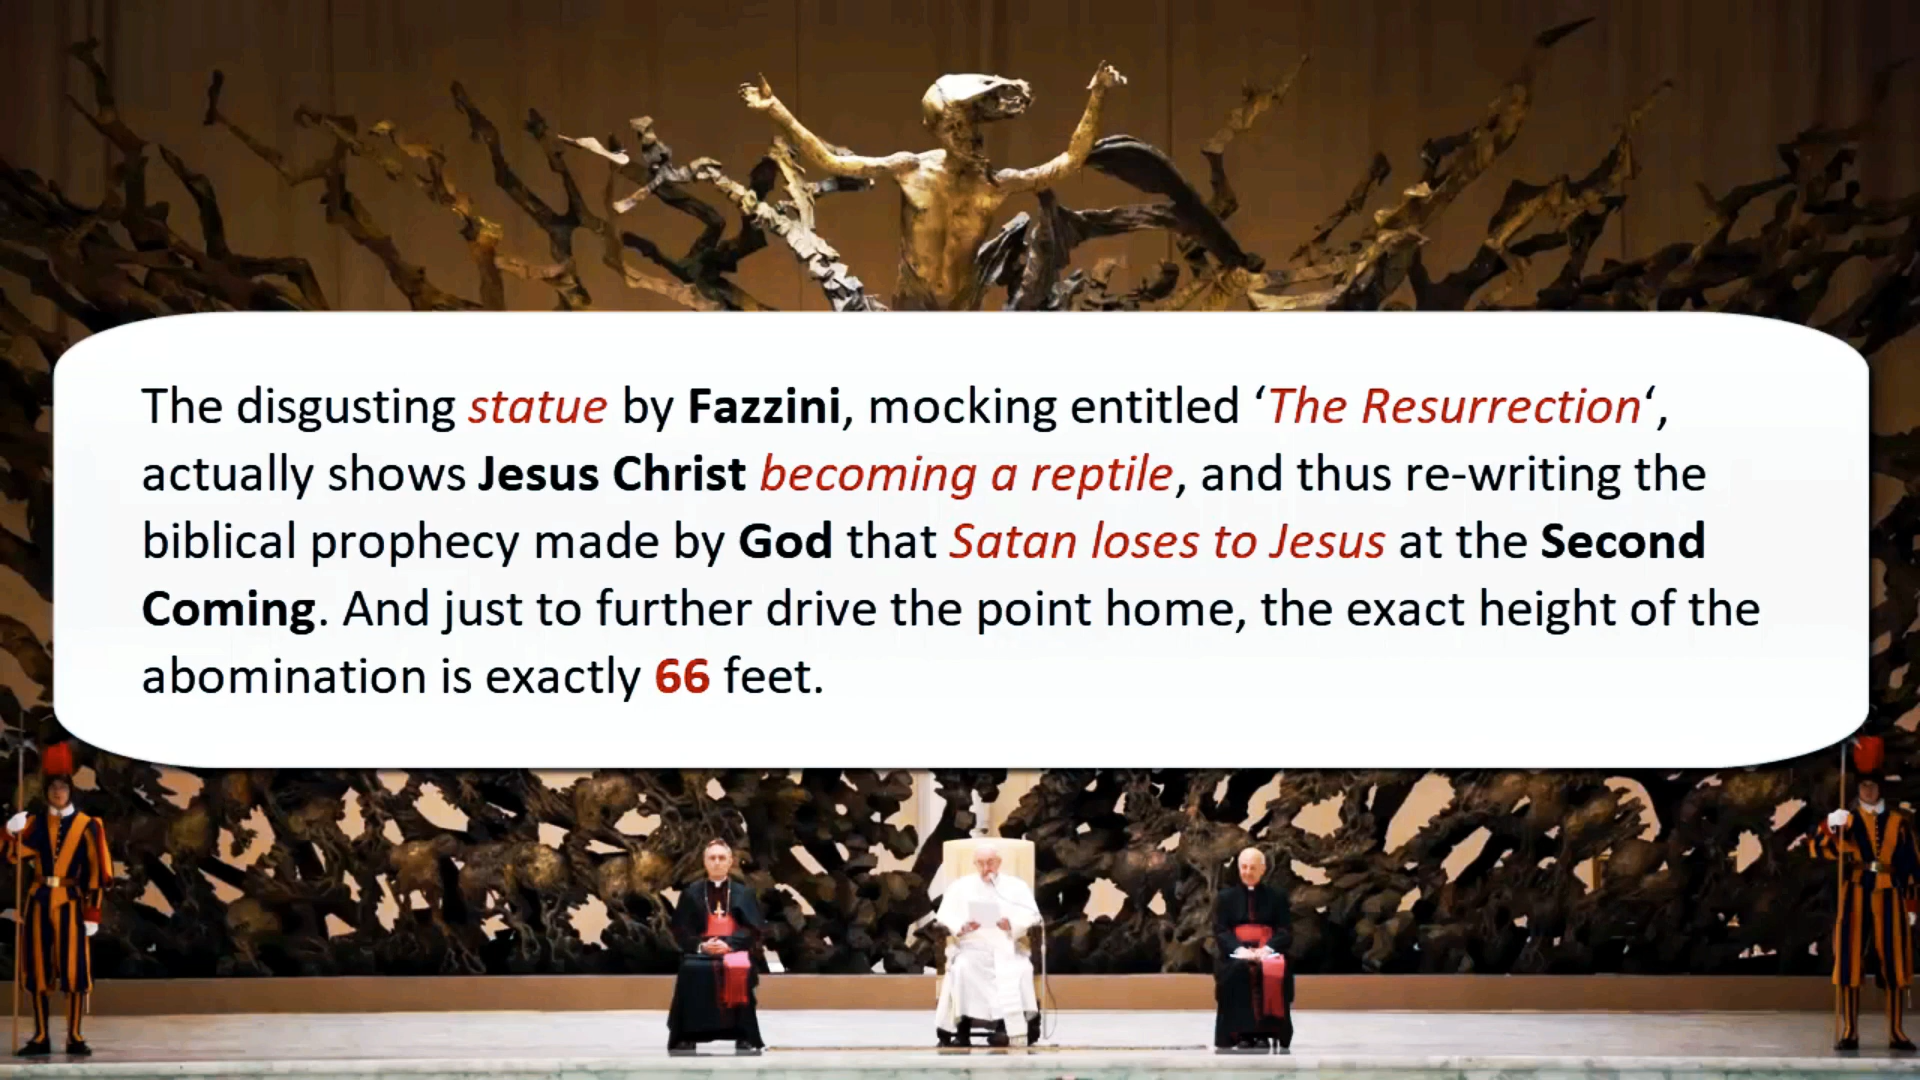 The disgusting statue by Fazzini, mocking entitled ‘The Resurrection‘,
actually shows Jesus Christ becoming a reptile, and thus re-writing the
biblical prophecy made by God that Satan loses to Jesus at the Second
Coming. And just to further drive the point home, the exact height of the
abomination is exactly 66 feet.